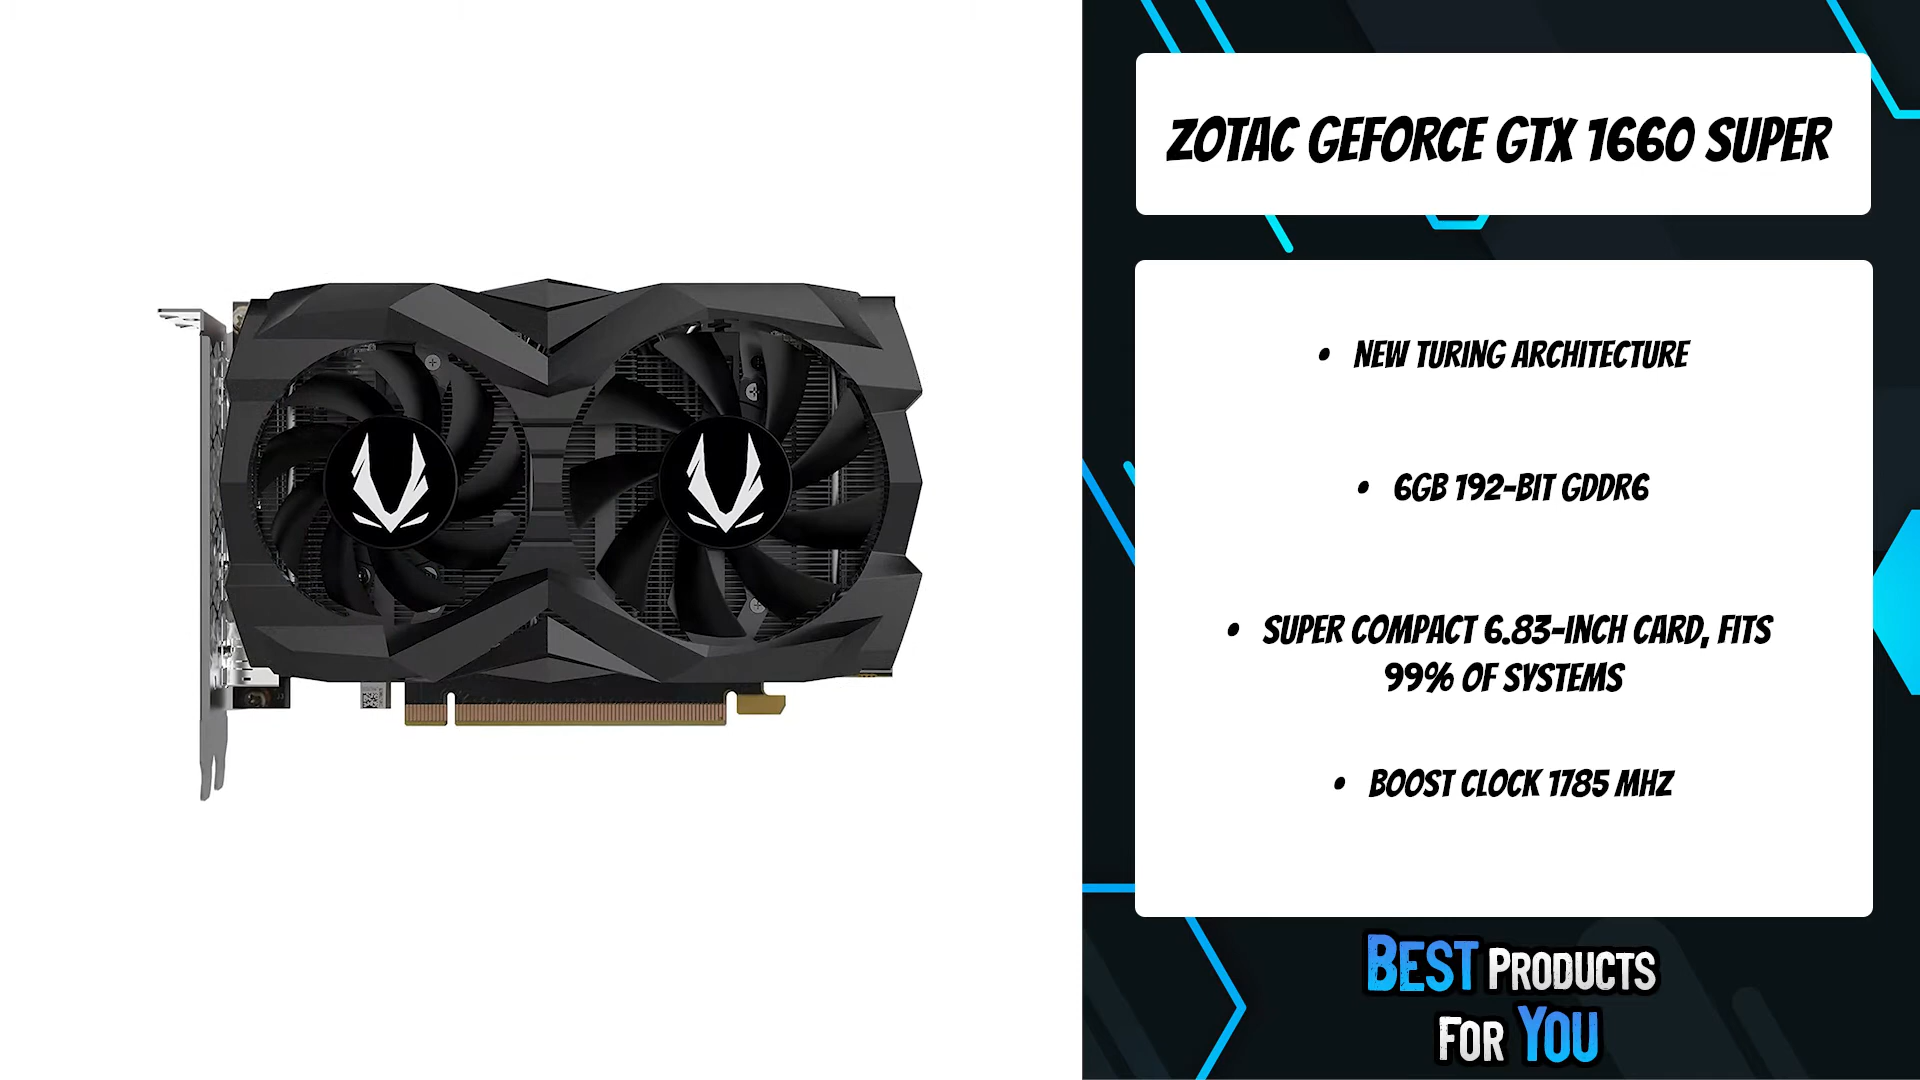 ZOTAC GEFORCE GTX 1660 SUPER
• NEW TURING ARCHITECTURE
• 6GB 192-BIT GDDR6
• SUPER COMPACT 6.83-INCH CARD, FITS
99% OF SYSTEMS
• BOOST CLOCK 1785 MHZ
BEST PRODUCTS
FOR YOU